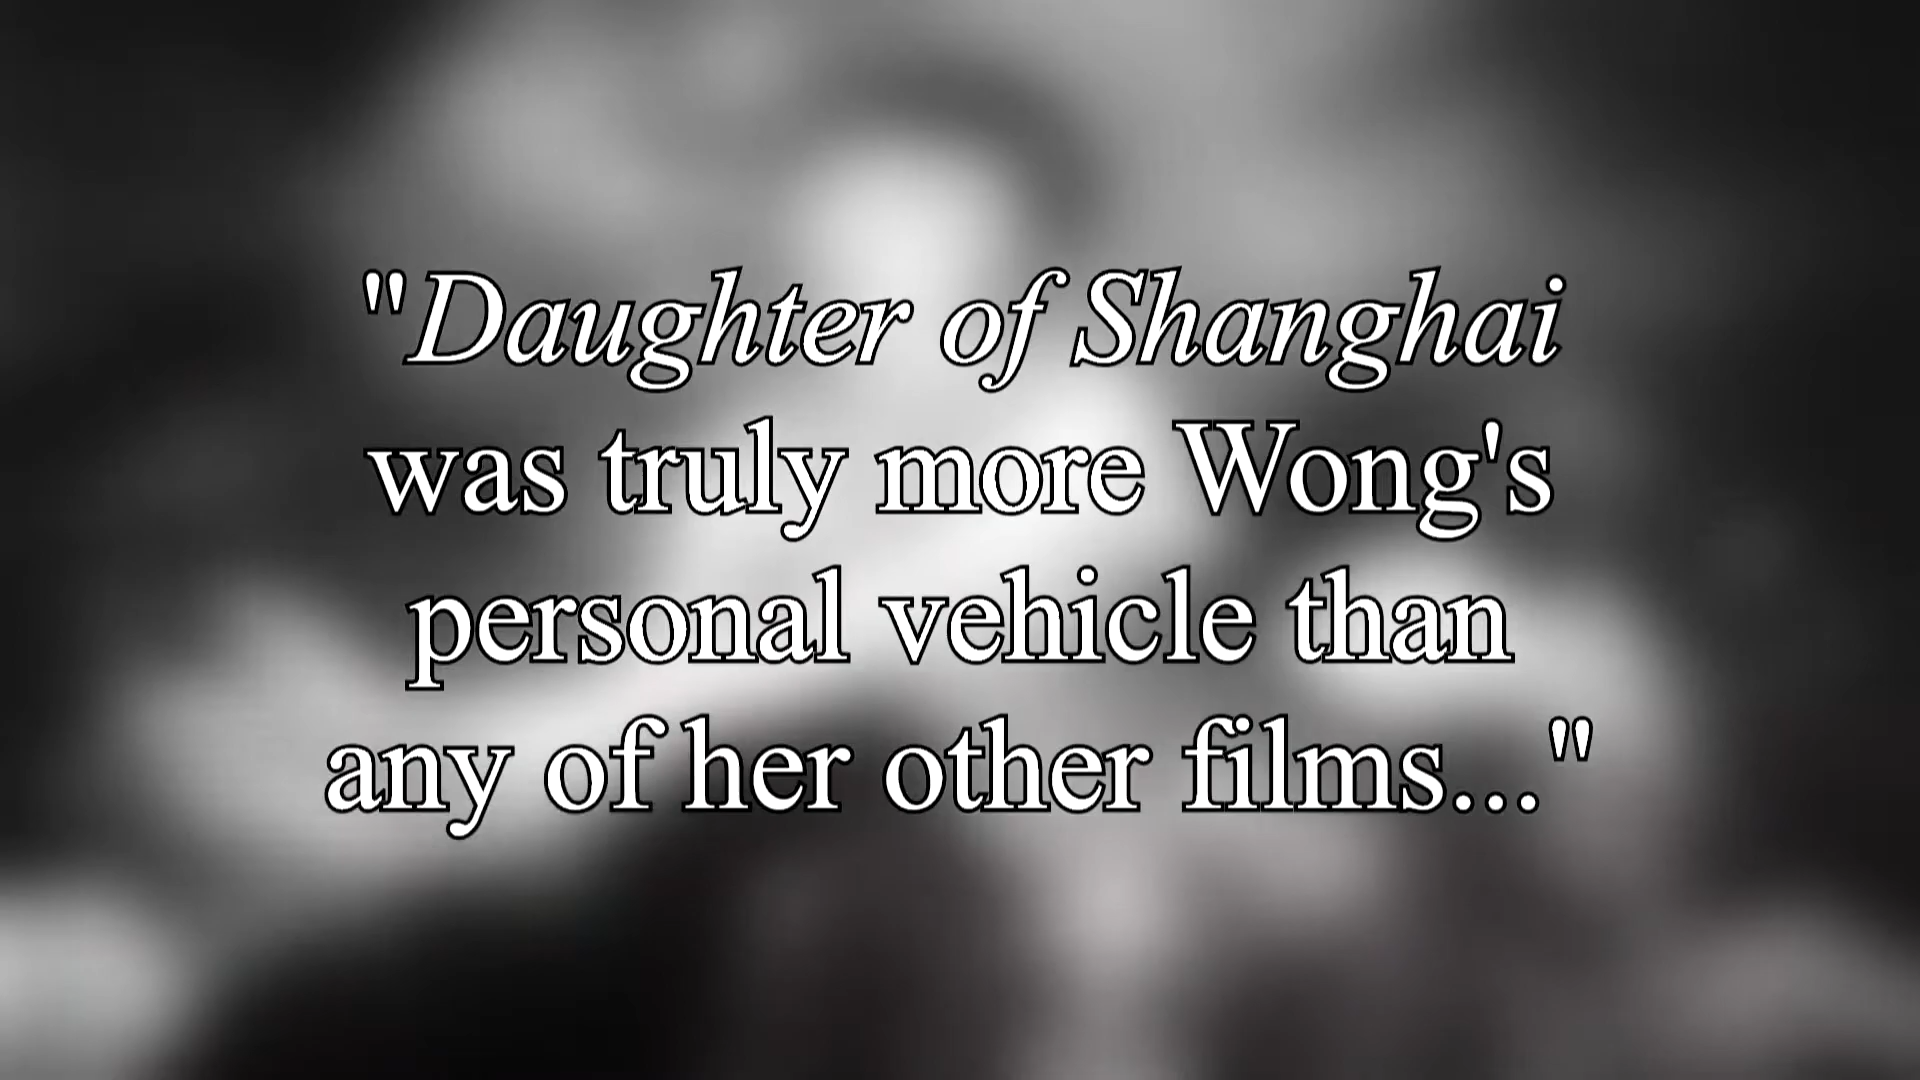 "Daughter of Shanghai
was truly more Wong's
personal vehicle than
any of her other films..."